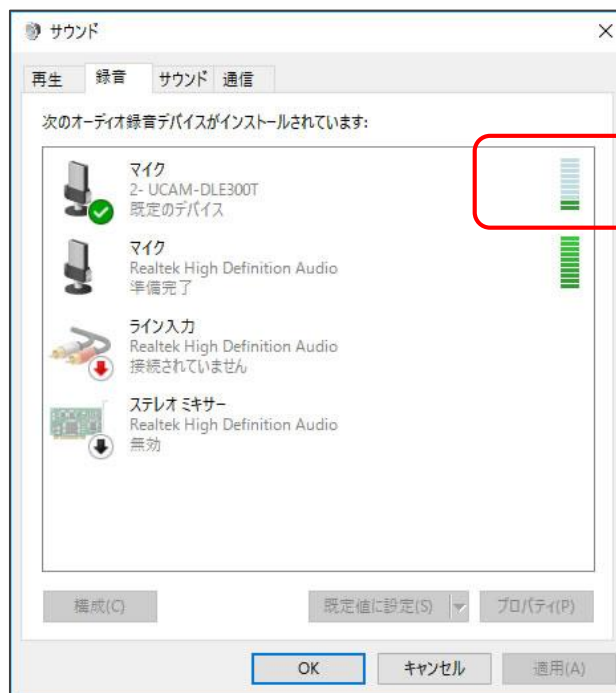 サウンド
再生 録音 サウンド 通信
次のオーディオ録音デバイスがインストールされています:
マイク
2- UCAM-DLE300T
既定のデバイス
マイク
Realtek High Definition Audio
準備完了
ライン入力
Realtek High Definition Audio
接続されていません
ステレオ ミキサー
Realtek High Definition Audio
無効
構成(C) 既定値に設定(S) プロパティ(P)
OK キャンセル 適用(A)